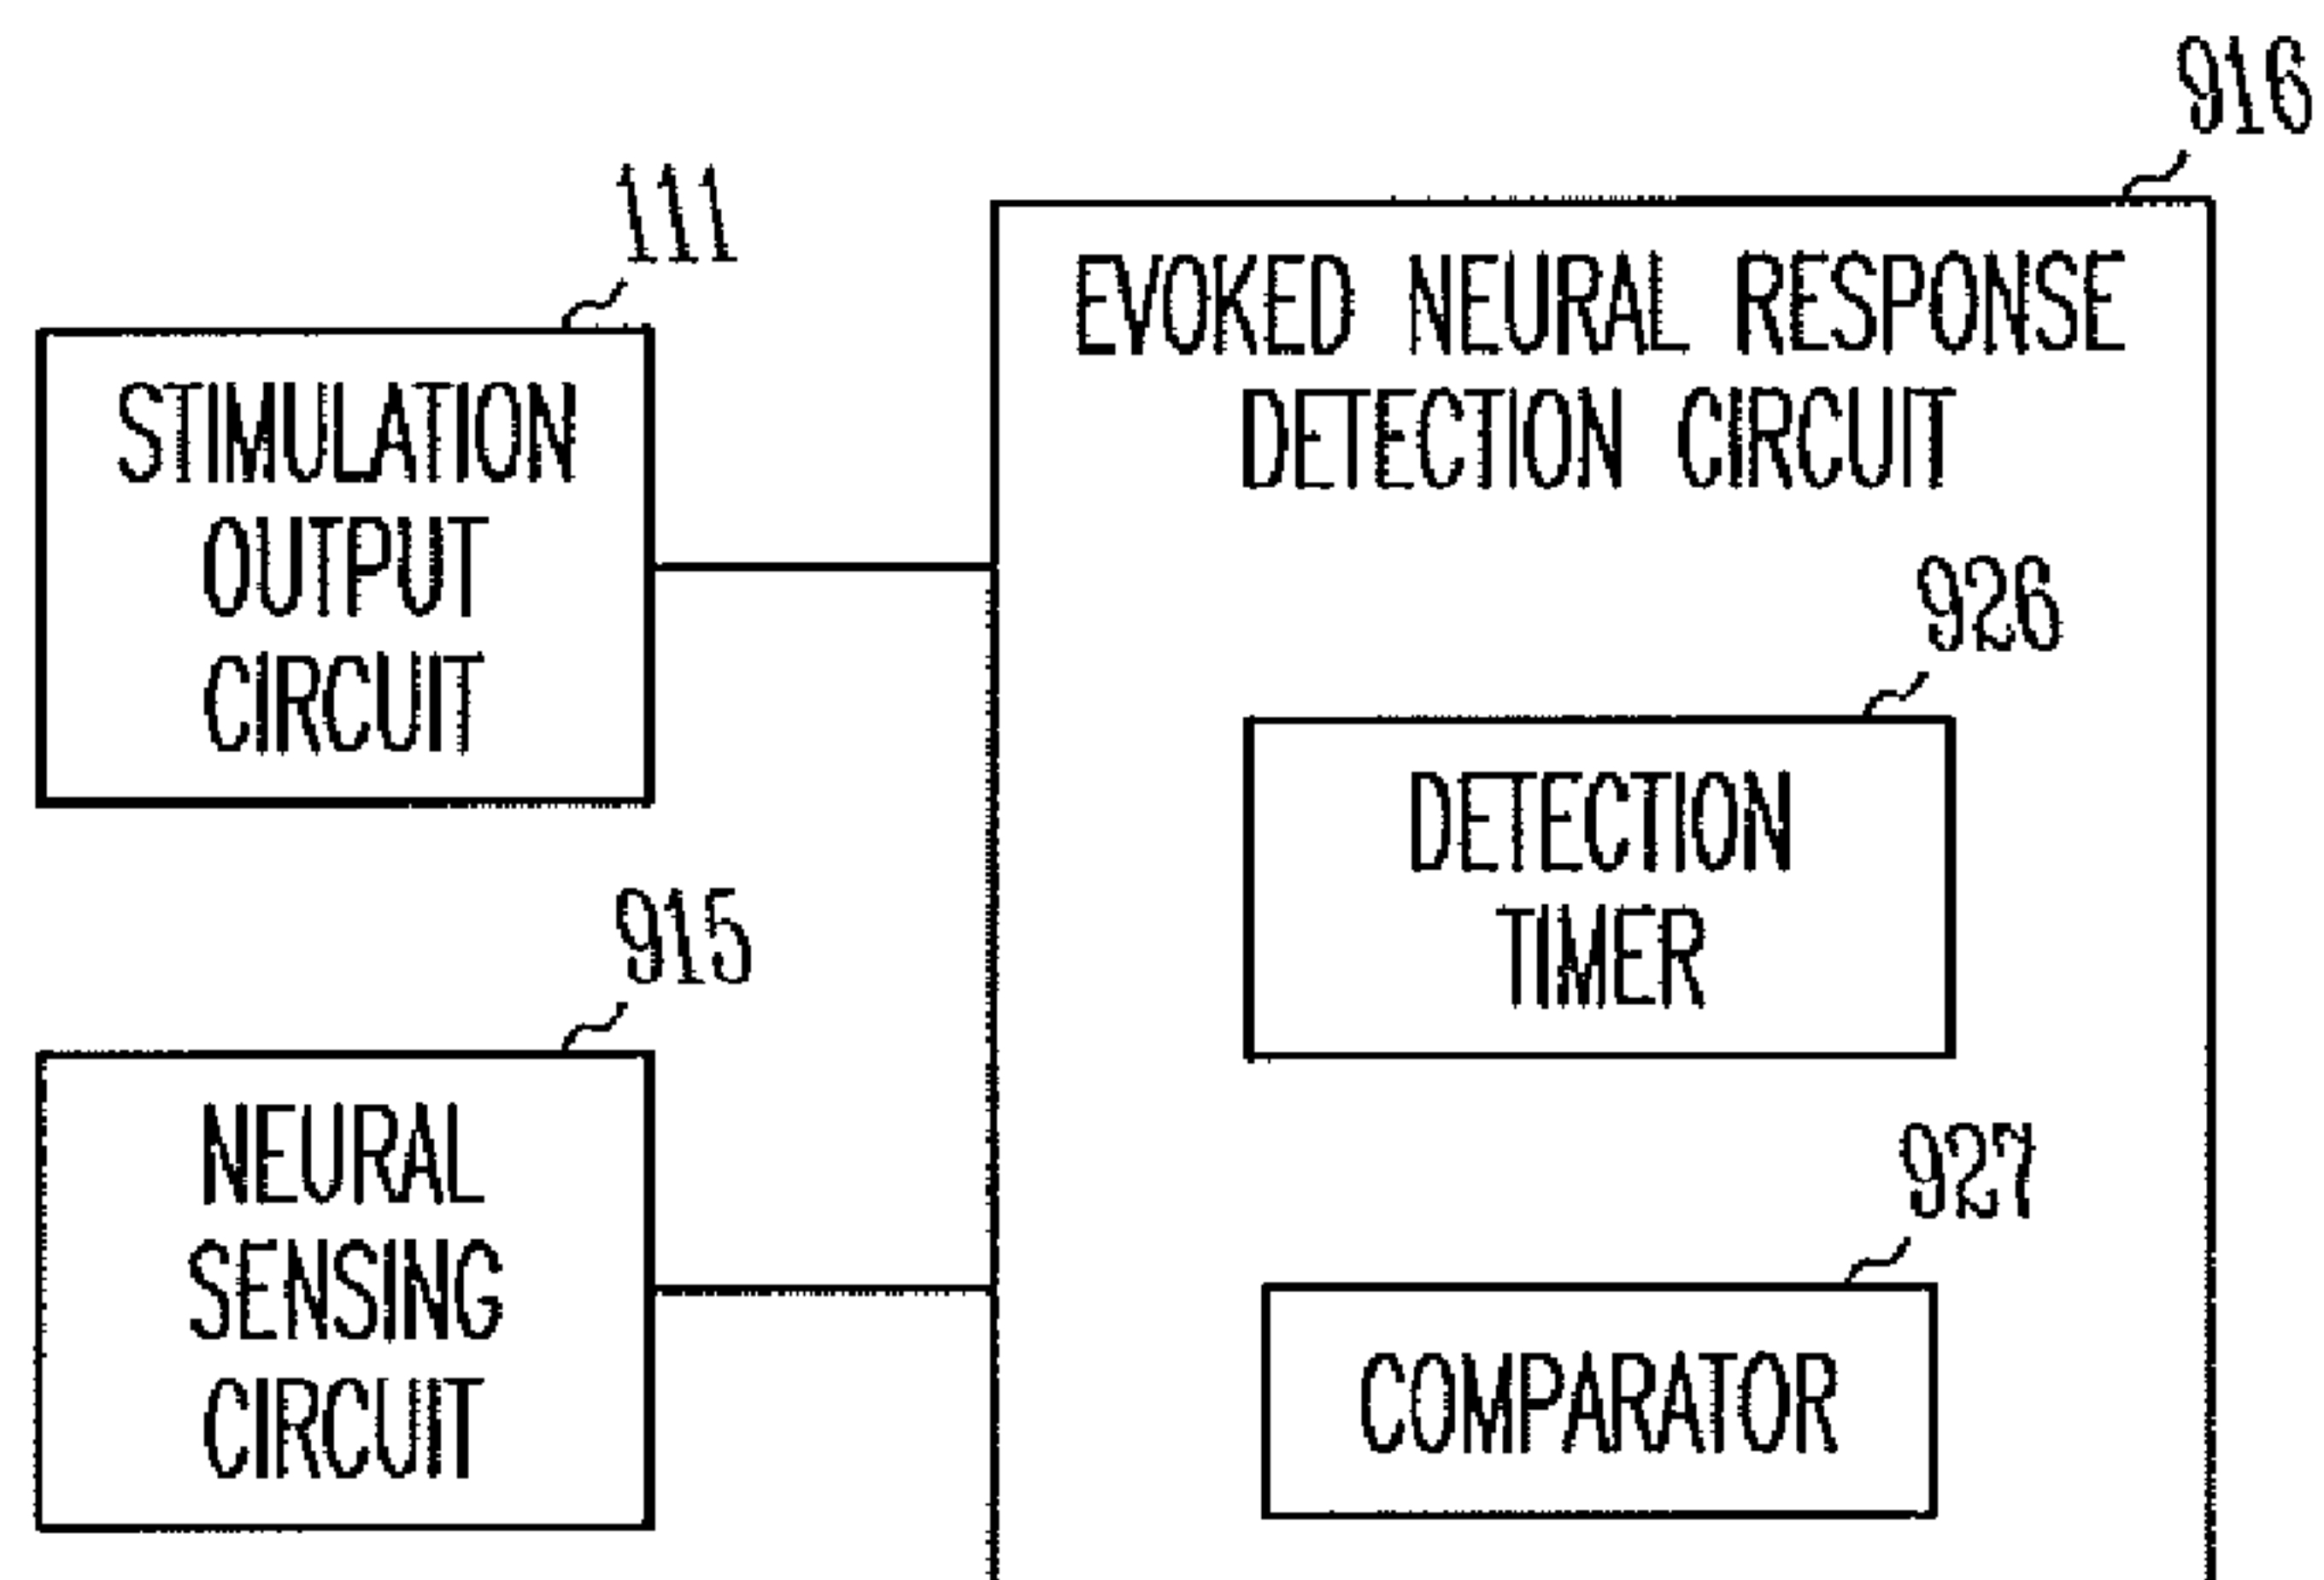 916
111
EVOKED NEURAL RESPONSE
DETECTION CIRCUIT
STIMULATION
OUTPUT
CIRCUIT
926
DETECTION
TIMER
915
NEURAL
SENSING
CIRCUIT
927
COMPARATOR